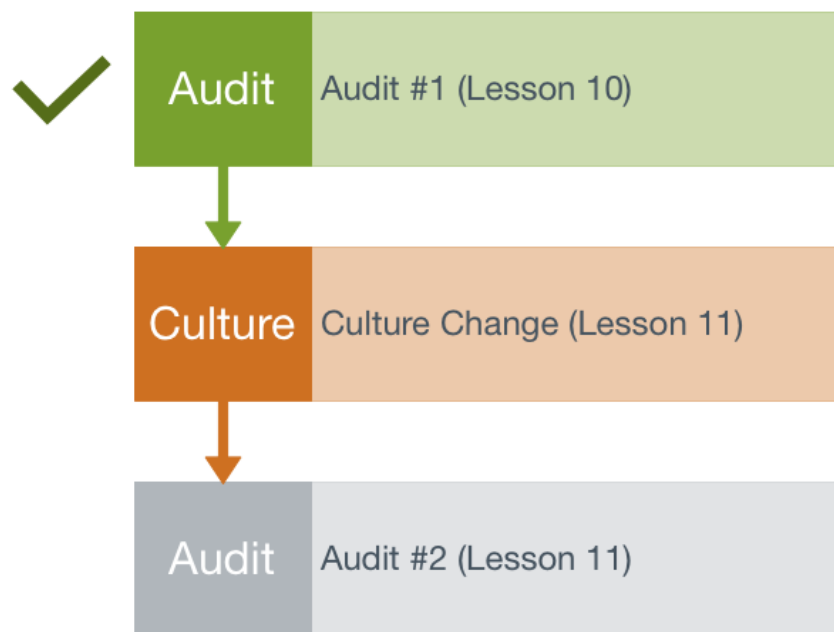 Audit
Audit #1 (Lesson 10)
Culture
Culture Change (Lesson 11)
Audit
Audit #2 (Lesson 11)